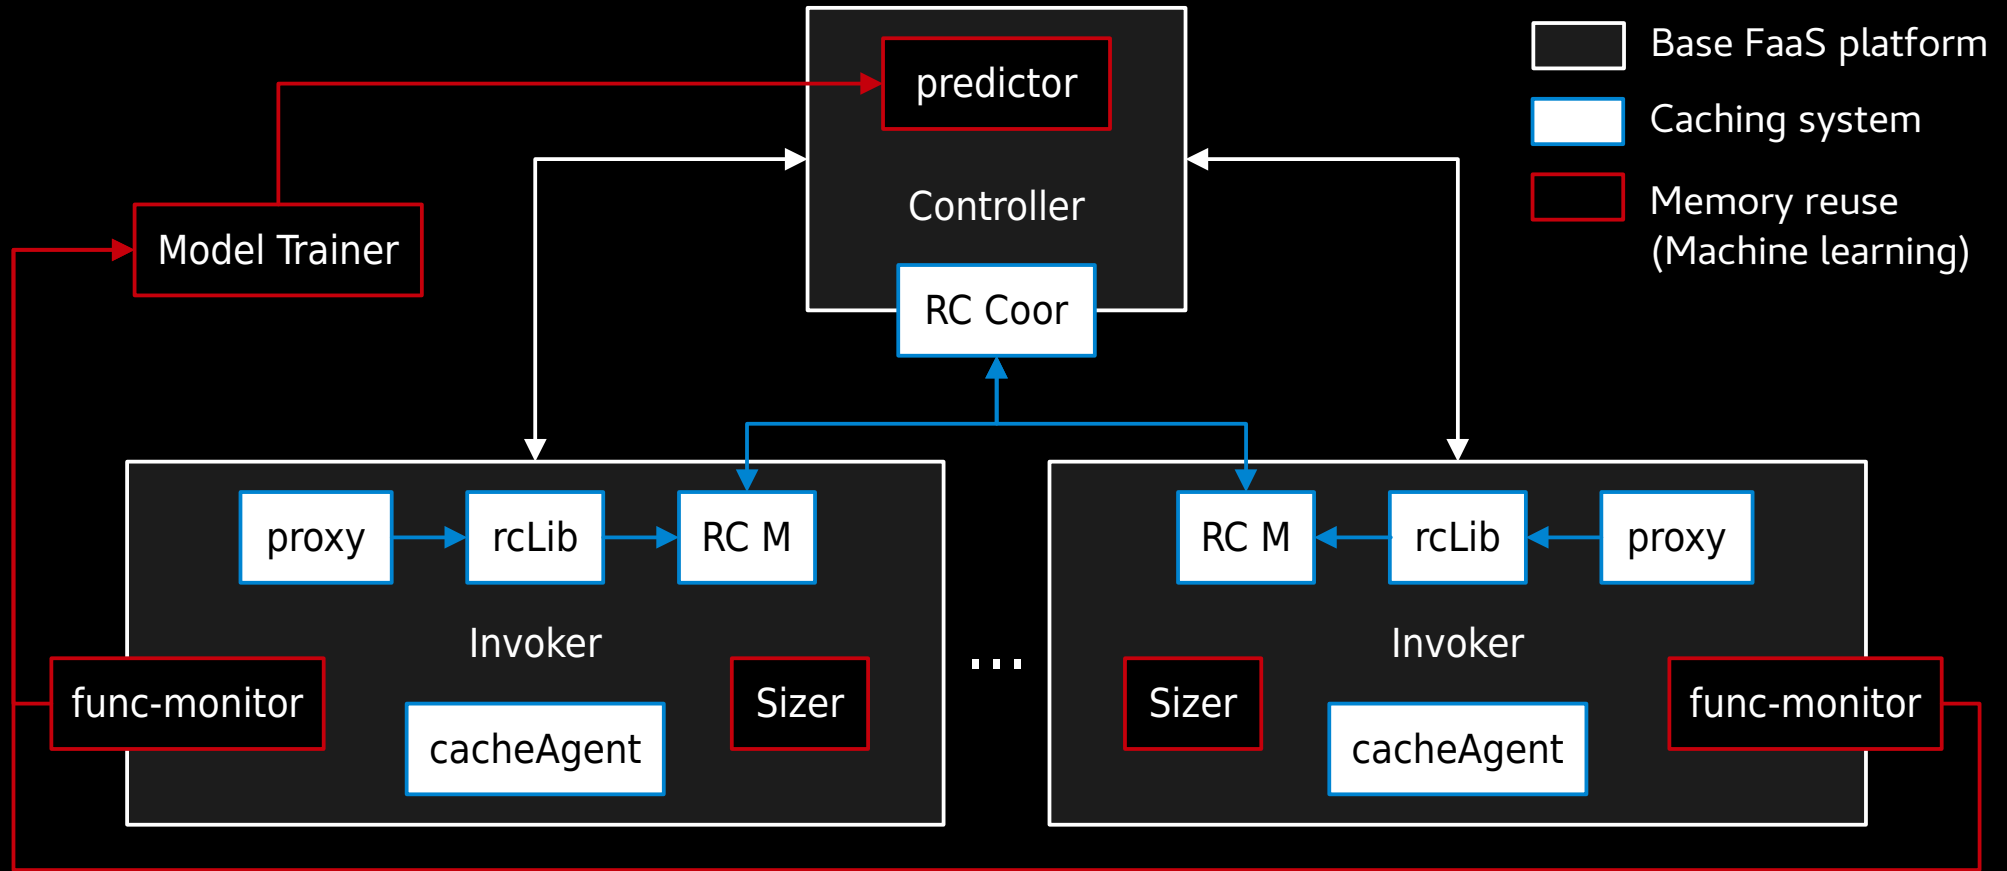 predictor
Controller
RC Coor
Base FaaS platform
Caching system
Memory reuse
(Machine learning)
Model Trainer
proxy
rcLib
RC M
Invoker
func-monitor
Sizer
cacheAgent
...
RC M
rcLib
proxy
Invoker
Sizer
func-monitor
cacheAgent